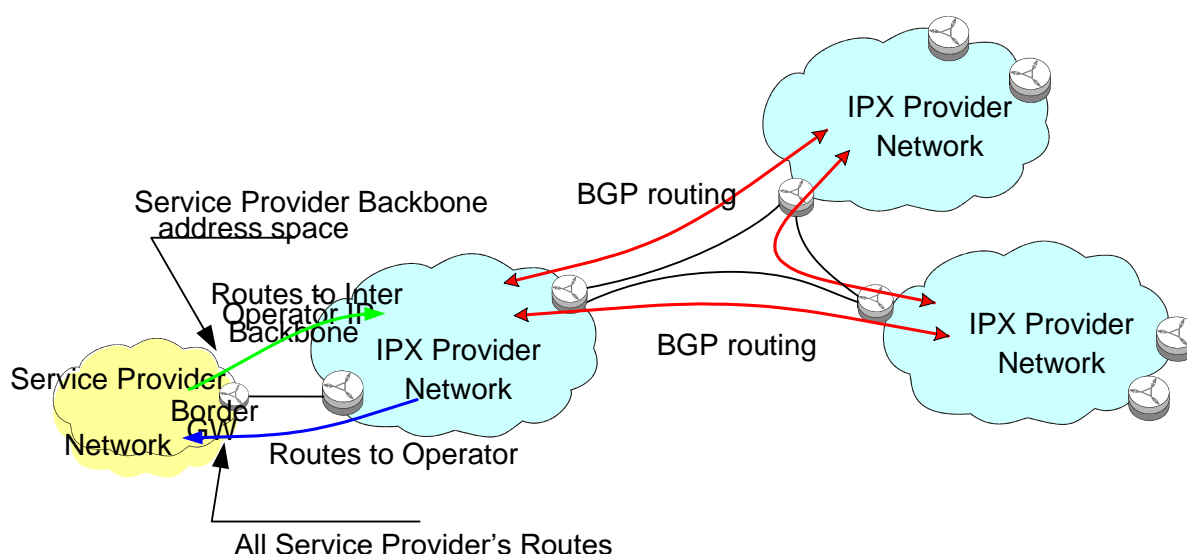 IPX Provider
Network
BGP routing
Service Provider Backbone
address space
Routes to Inter
Operator IP
Backbone
IPX Provider
Network
BGP routing
IPX Provider
Network
Service Provider
Border
GW
Network
Routes to Operator
All Service Provider's Routes